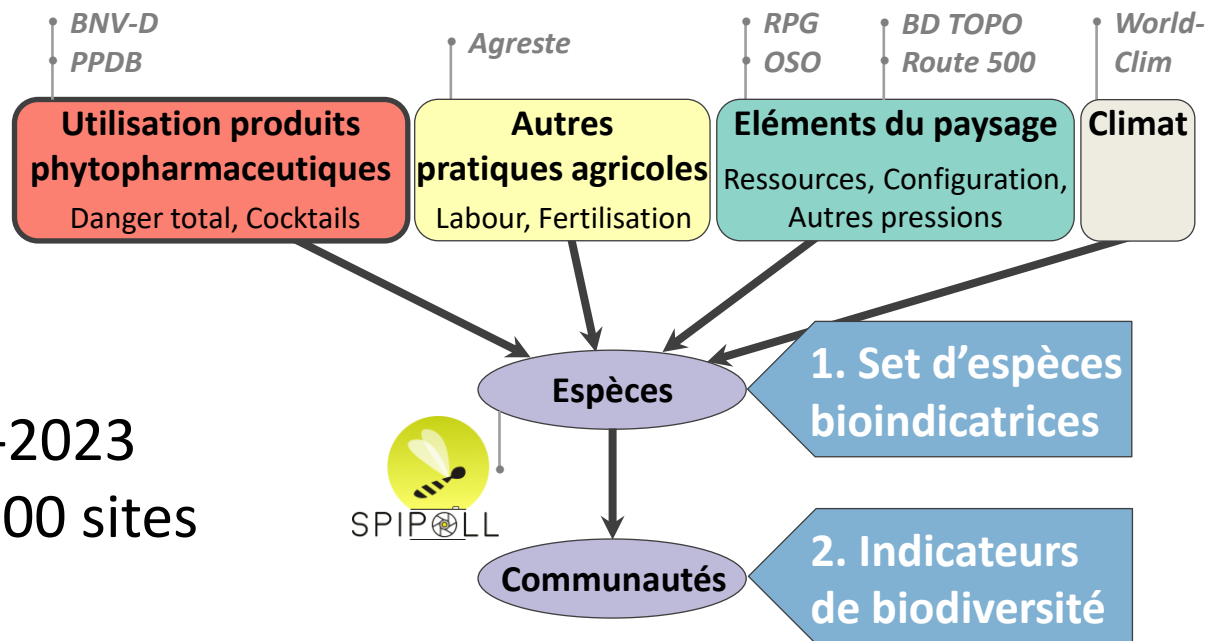 BNV-D
PPDB
Agreste
RPG
OSO
BD TOPO
Route 500
World-
Clim
Utilisation produits
phytopharmaceutiques
Danger total, Cocktails
Autres
pratiques agricoles
Labour, Fertilisation
Eléments du paysage
Ressources, Configuration,
Autres pressions
Climat
Espèces
1. Set d’espèces
bioindicatrices
-2023
00 sites
SPIPOLL
Communautés
2. Indicateurs
de biodiversité